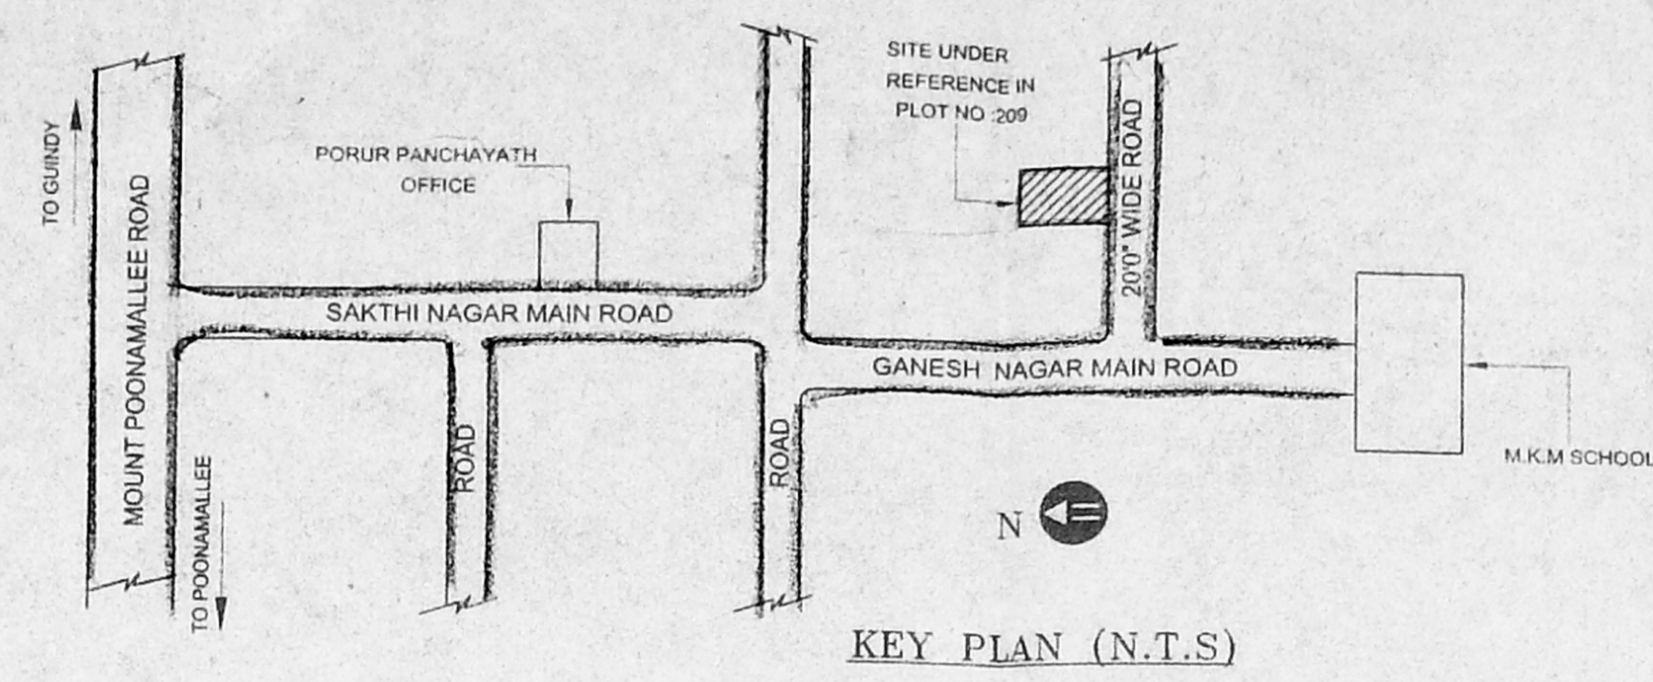 SITE UNDER
REFERENCE IN
PLOT NO :209
TO GUINDY
MOUNT POONAMALLEE ROAD
PORUR PANCHAYATH
OFFICE
20'0" WIDE ROAD
SAKTHI NAGAR MAIN ROAD
GANESH NAGAR MAIN ROAD
ROAD
ROAD
M.K.M SCHOOL
TO POONAMALLEE
N
KEY PLAN (N.T.S)